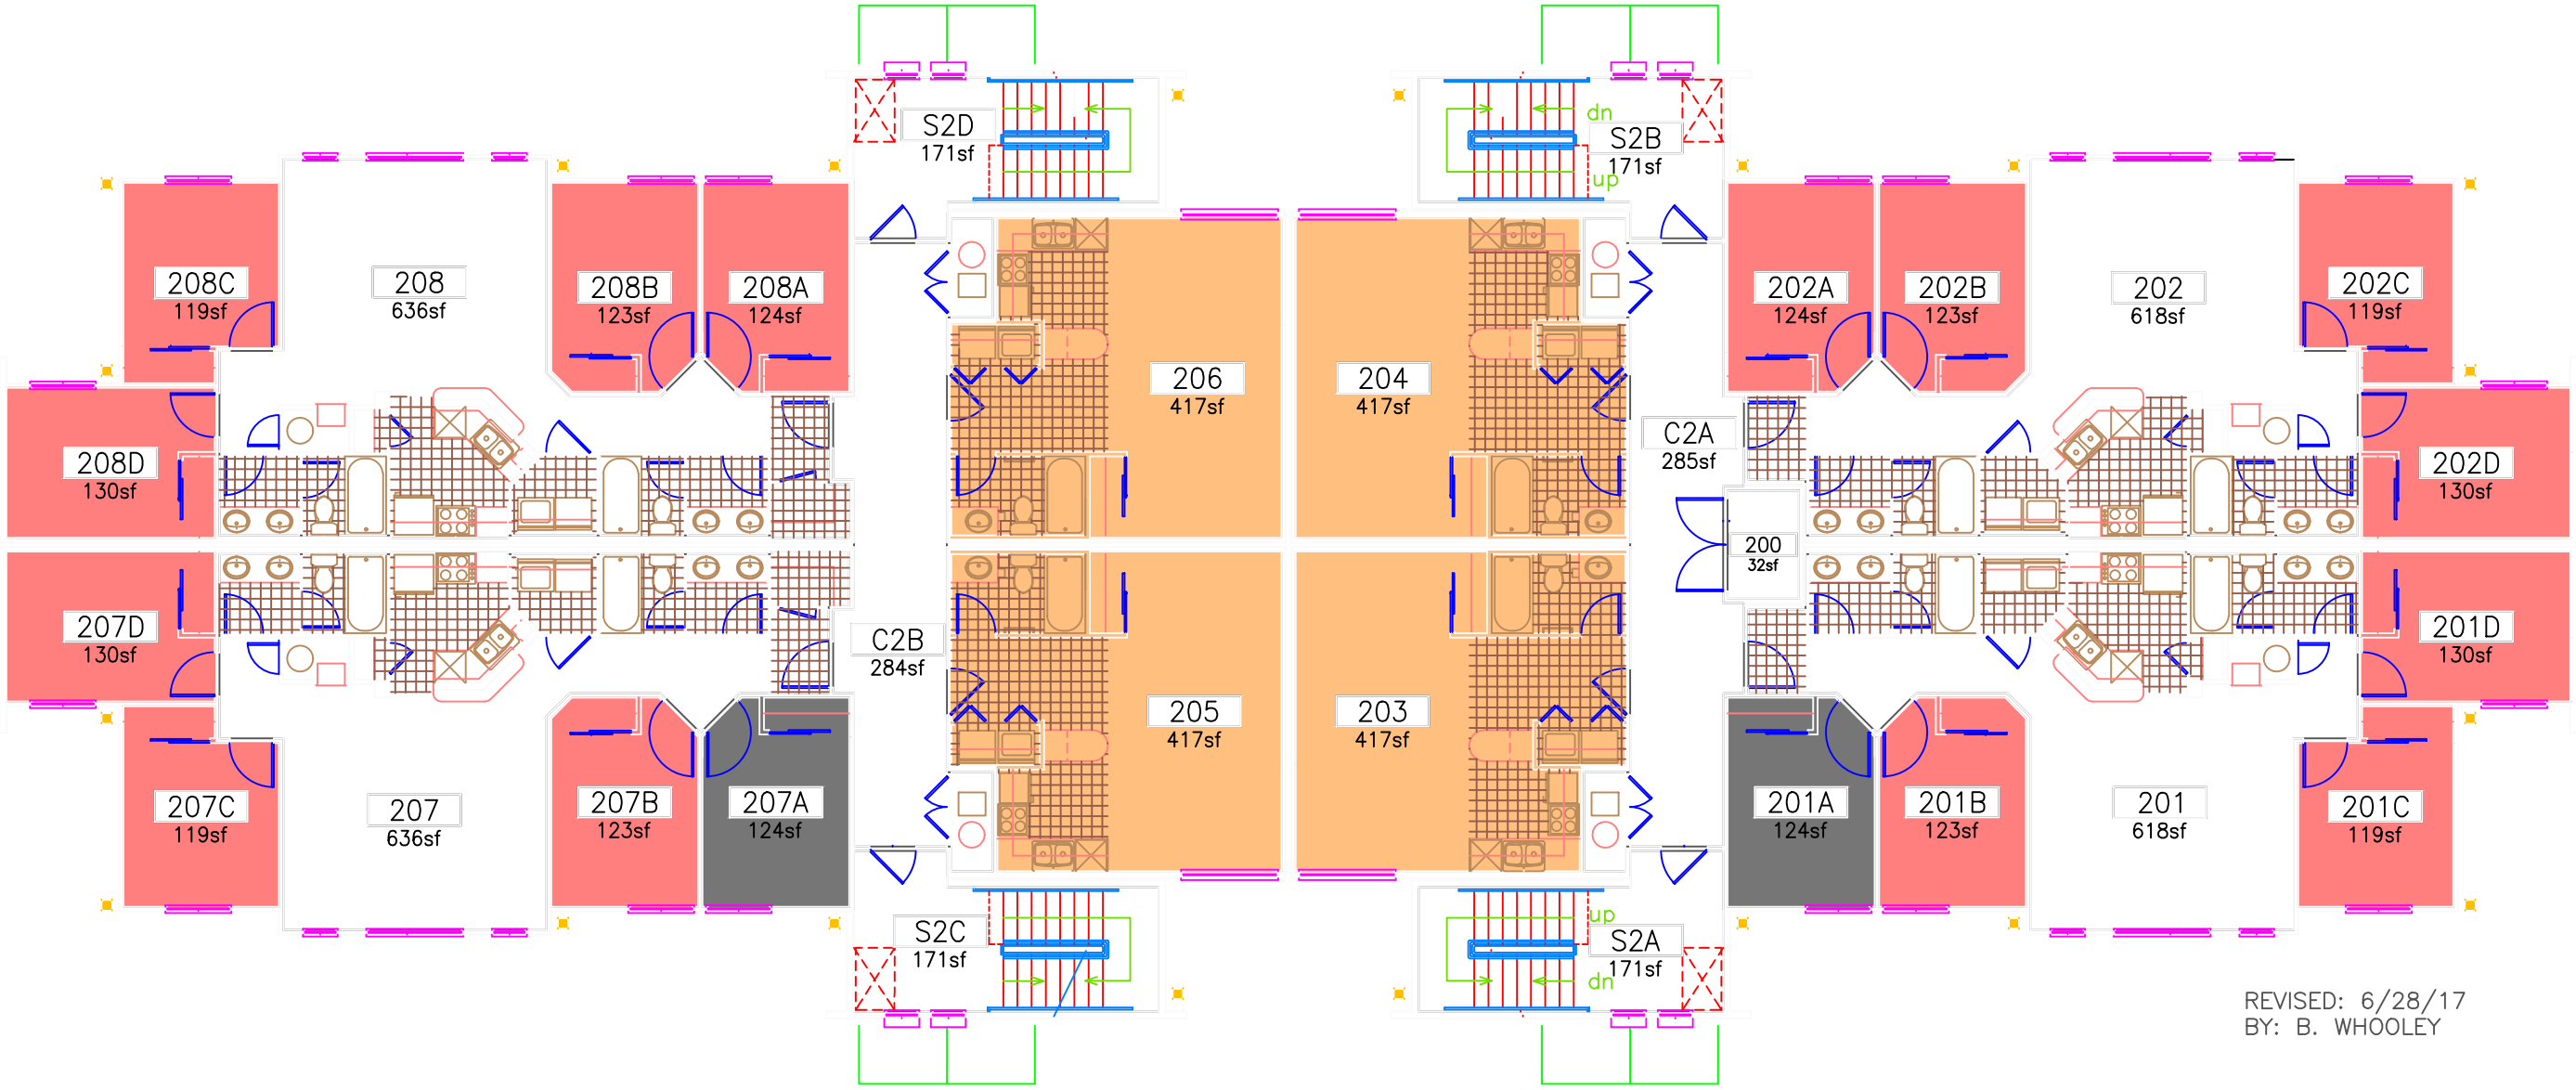 S2D
171sf
dn
S2B
171sf
up
208C
119sf
208
636sf
208B
123sf
208A
124sf
202A
124sf
202B
123sf
202
618sf
202C
119sf
206
417sf
204
417sf
C2A
285sf
208D
130sf
202D
130sf
200
32sf
207D
130sf
C2B
284sf
201D
130sf
205
417sf
203
417sf
207C
119sf
207
636sf
207B
123sf
207A
124sf
201A
124sf
201B
123sf
201
618sf
201C
119sf
S2C
171sf
up
S2A
171sf
dn
REVISED: 6/28/17
BY: B. WHOOLEY